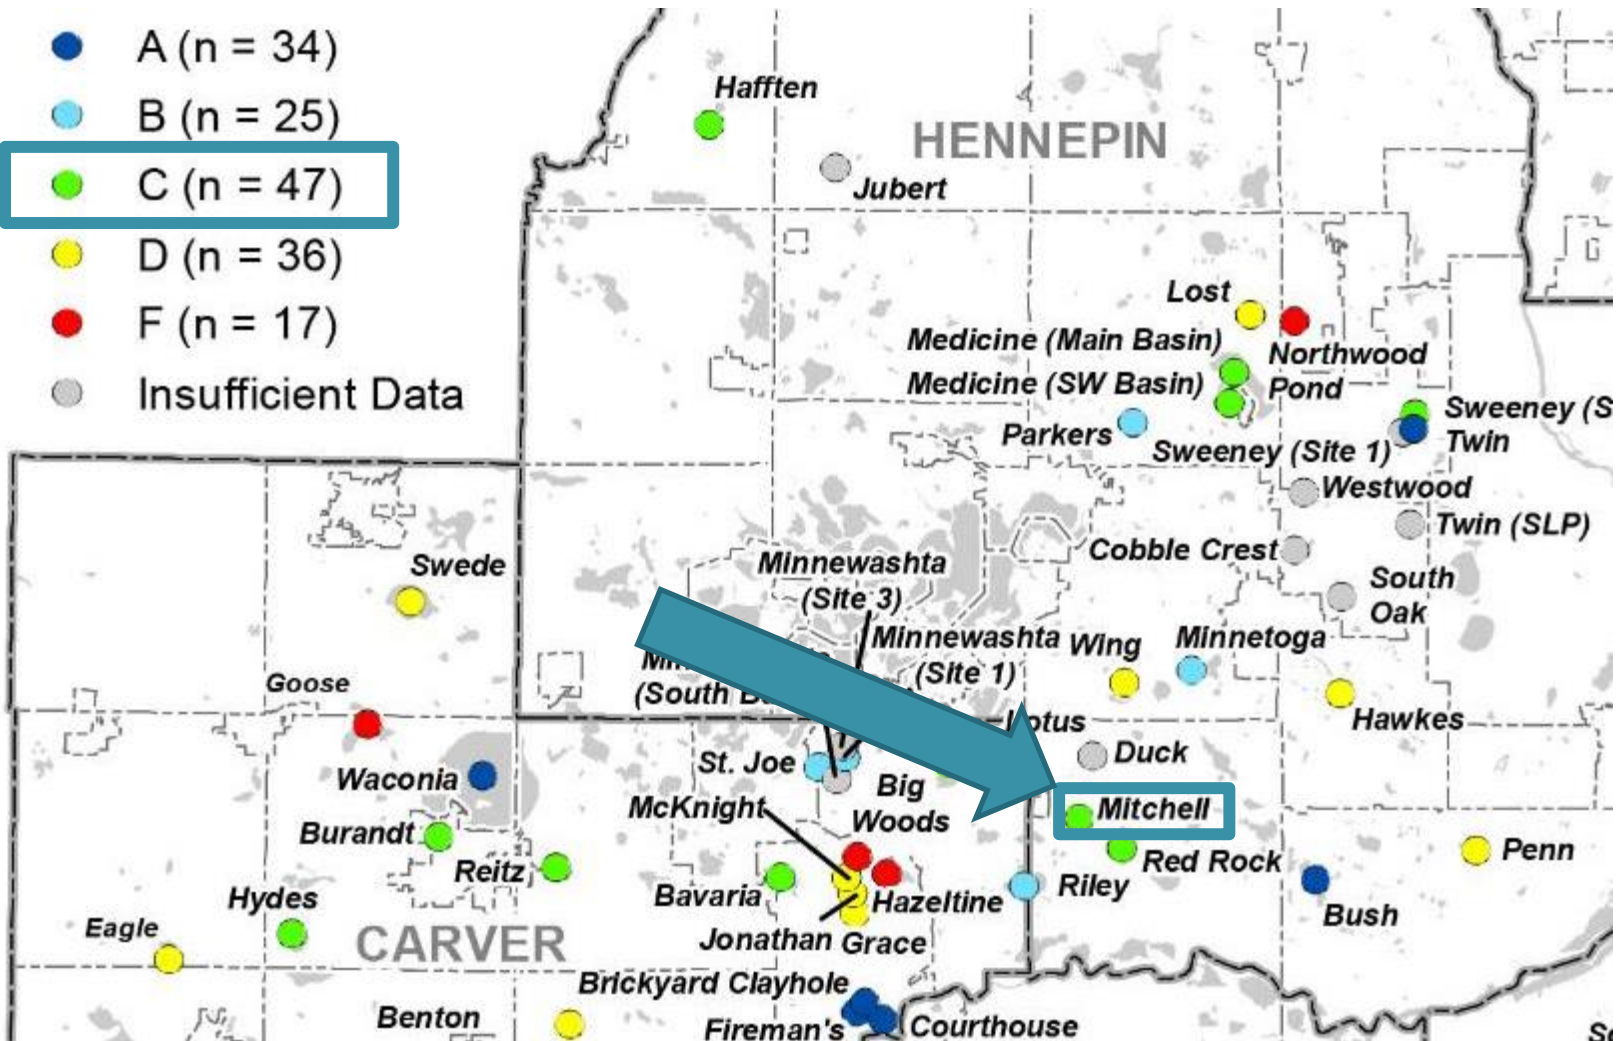 A (n = 34)
B (n = 25)
C (n = 47)
D (n = 36)
F (n = 17)
Insufficient Data
Hafften
HENNEPIN
Jubert
Lost
Medicine (Main Basin)
Northwood
Pond
Medicine (SW Basin)
Parkers
Sweeney (S
Twin
Sweeney (Site 1)
Westwood
Twin (SLP)
Cobble Crest
South
Oak
Swede
Minnewashta
(Site 3)
Minnewashta
(Site 1)
Wing
Minnetoga
(South
Goose
Hawkes
Duck
Waconia
St. Joe
Big
Woods
McKnight
Mitchell
Burandt
Reitz
Red Rock
Penn
Bavaria
Hazeltine
Riley
Bush
Hydes
Eagle
CARVER
Jonathan
Grace
Brickyard Clayhole
Benton
Fireman's
Courthouse